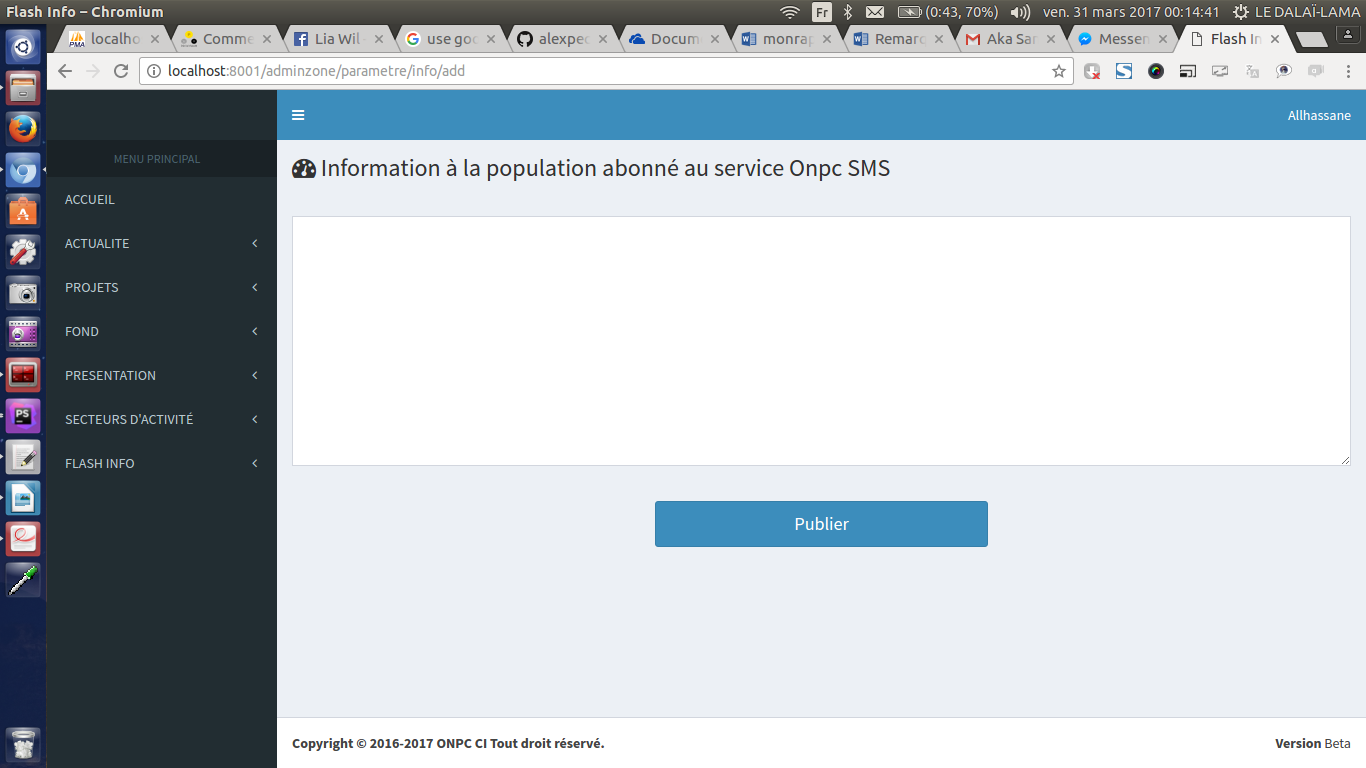 Flash Info – Chromium
Fr (0:43, 70%) ven. 31 mars 2017 00:14:41 LE DALAÏ-LAMA
PMA localho Comme Lia Wil use goo alexpec Docum monrap Remarq Aka Sar Messen Flash In
localhost:8001/adminzone/parametre/info/add
Allhassane
MENU PRINCIPAL
Information à la population abonné au service Onpc SMS
ACCUEIL
ACTUALITE
PROJETS
FOND
PRESENTATION
SECTEURS D'ACTIVITÉ
FLASH INFO
PS
Publier
Copyright © 2016-2017 ONPC CI Tout droit réservé.
Version Beta